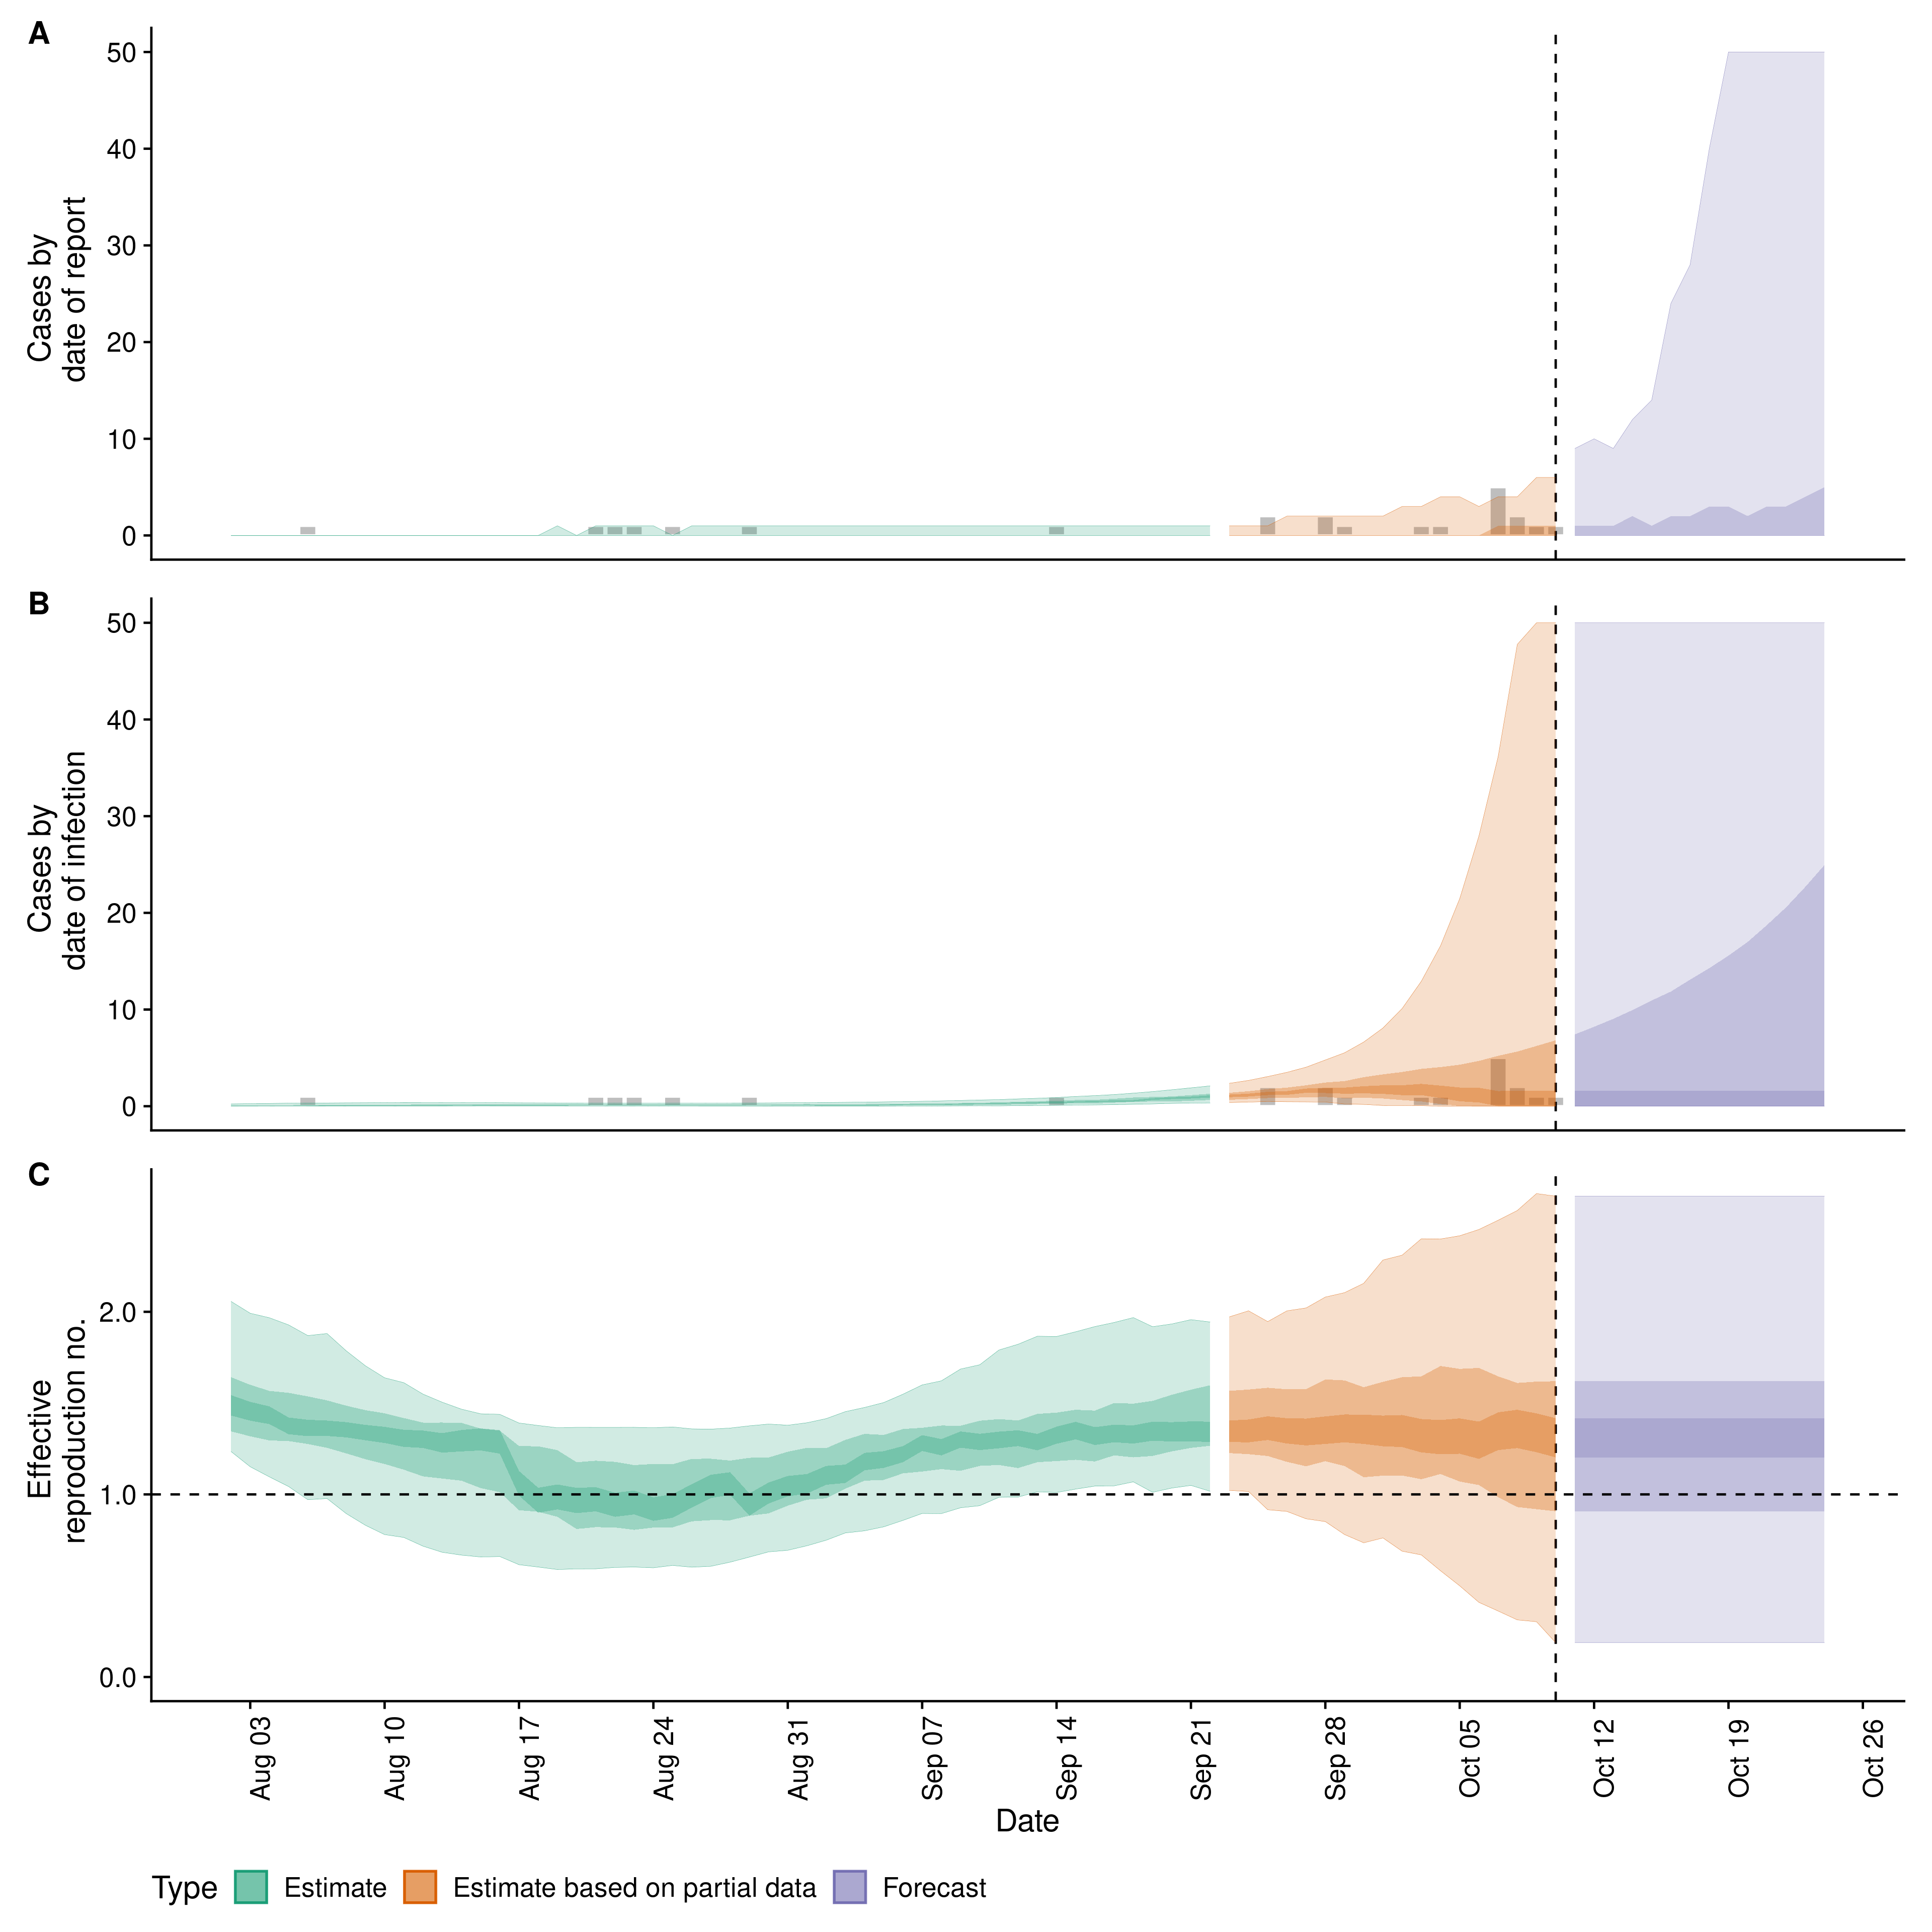 A
50
40
30
20
10
0
Cases by
date of report
B
50
40
30
20
10
0
Cases by
date of infection
C
2.0
1.0
0.0
Effective
reproduction no.
Aug 03
Aug 10
Aug 17
Aug 24
Aug 31
Sep 07
Sep 14
Sep 21
Sep 28
Oct 05
Oct 12
Oct 19
Oct 26
Date
Type Estimate Estimate based on partial data Forecast